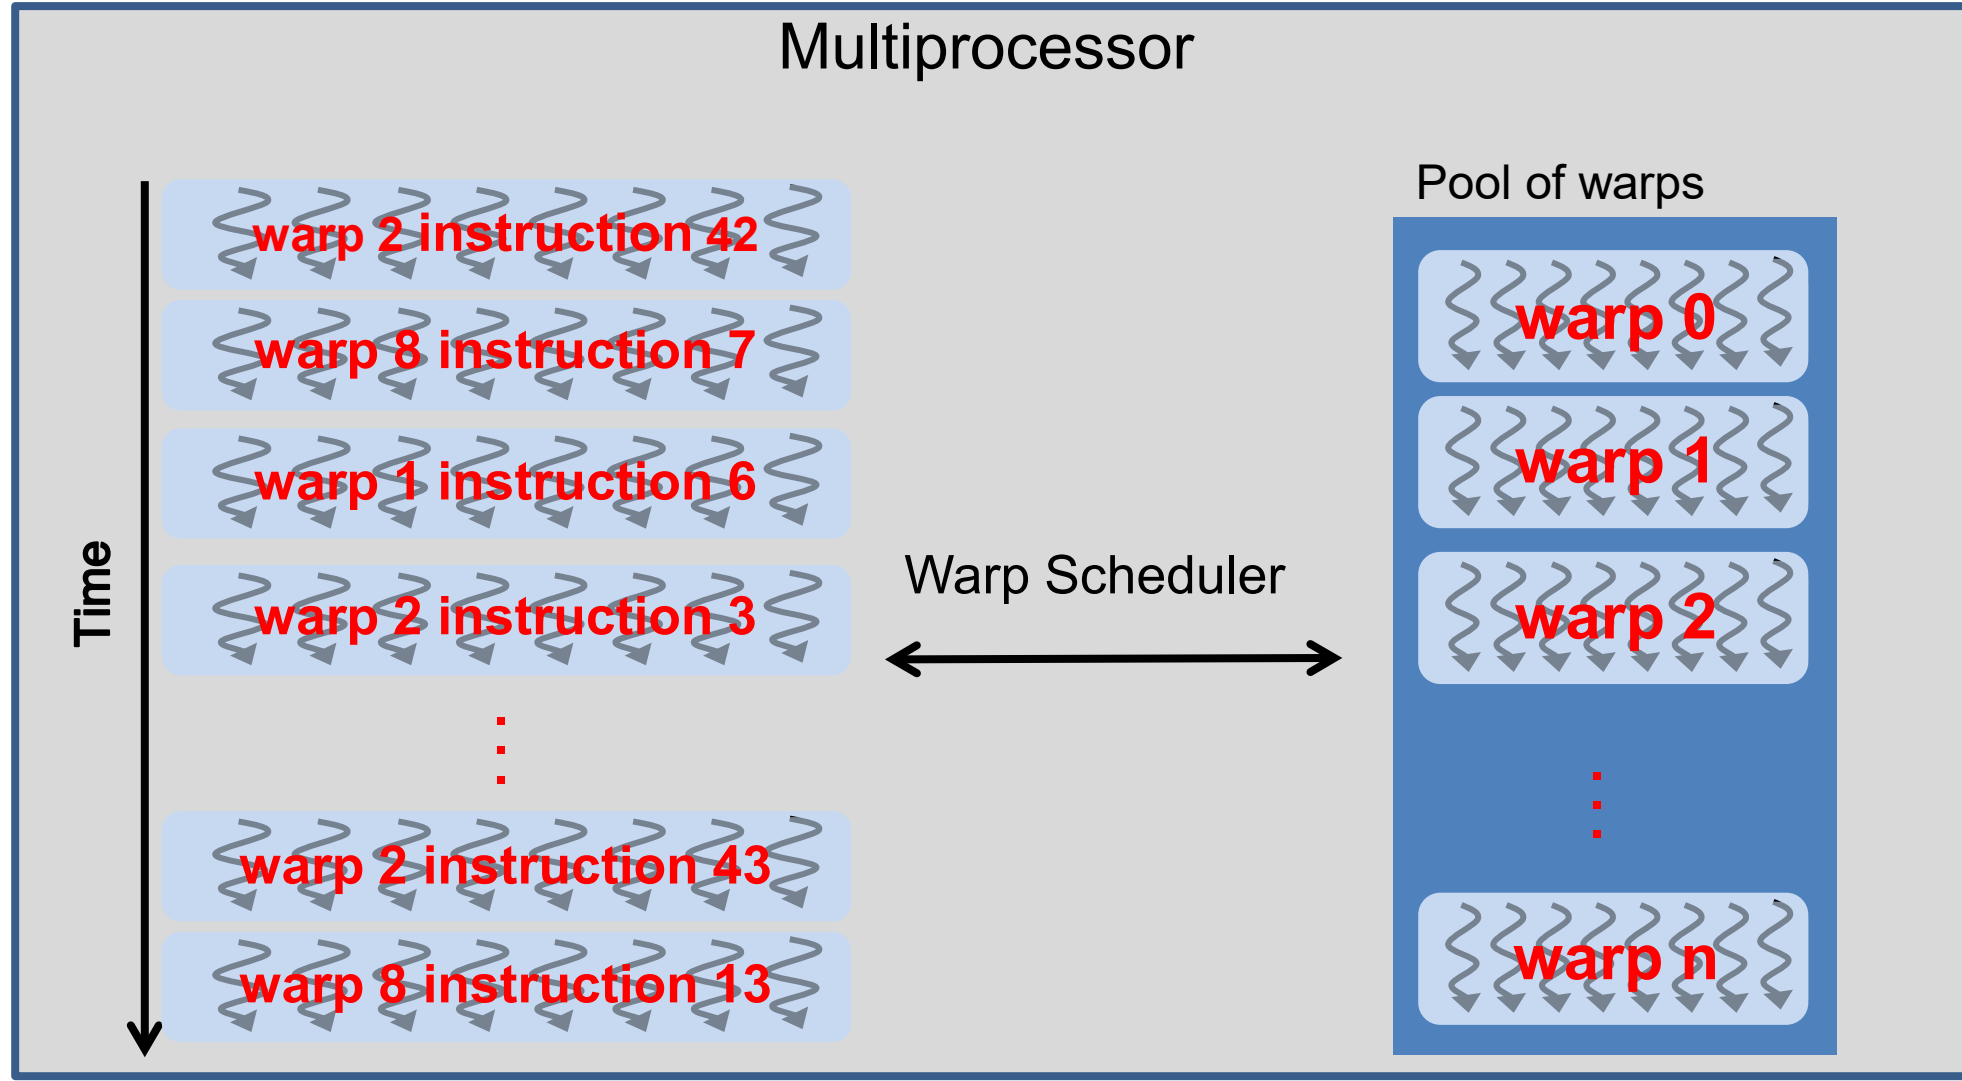 Multiprocessor
Time
warp 2 instruction 42
warp 8 instruction 7
warp 1 instruction 6
warp 2 instruction 3
warp 2 instruction 43
warp 8 instruction 13
Warp Scheduler
Pool of warps
warp 0
warp 1
warp 2
warp n